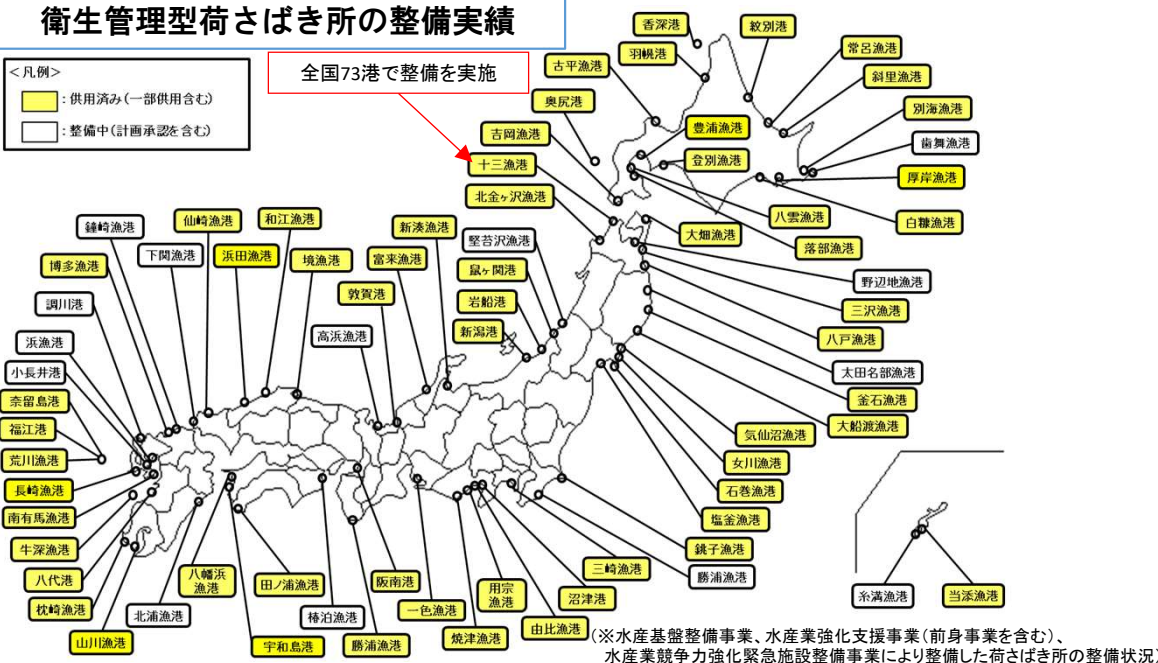 衛生管理型荷さばき所の整備実績
＜凡例＞
：供用済み（一部供用含む）
：整備中（計画承認を含む）
全国73港で整備を実施
香深港
紋別港
羽幌港
常呂漁港
古平漁港
斜里漁港
奥尻港
別海漁港
吉岡漁港
豊浦漁港
歯舞漁港
十三漁港
登別漁港
厚岸漁港
北金ヶ沢漁港
八雲漁港
白糠漁港
大畑漁港
落部漁港
鐘崎漁港
仙崎漁港
和江漁港
新湊漁港
堅苔沢漁港
野辺地漁港
下関漁港
浜田漁港
境漁港
富来漁港
博多漁港
鼠ヶ関港
三沢漁港
敦賀港
岩船港
調川港
高浜漁港
新潟港
八戸漁港
浜漁港
太田名部漁港
小長井港
釜石漁港
奈留島港
大船渡漁港
福江港
気仙沼漁港
荒川漁港
女川漁港
長崎漁港
石巻漁港
南有馬漁港
塩釜漁港
牛深漁港
銚子漁港
八代港
八幡浜
漁港
田ノ浦漁港
阪南港
用宗
漁港
三崎漁港
勝浦漁港
枕崎漁港
北浦漁港
椿泊漁港
一色漁港
沼津港
糸満漁港
当添漁港
山川漁港
宇和島港
勝浦漁港
焼津漁港
由比漁港
（※水産基盤整備事業、水産業強化支援事業（前身事業を含む）、
水産業競争力強化緊急施設整備事業により整備した荷さばき所の整備状況）